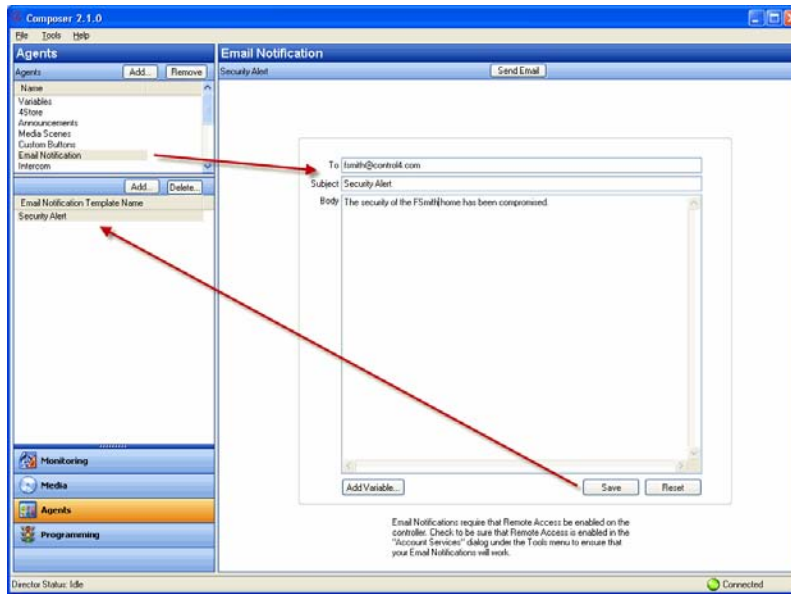 Composer 2.1.0
File Tools Help
Agents
Agents Add... Remove
Name
Variables
4Store
Announcements
Media Scenes
Custom Buttons
Email Notification
Intercom
Add... Delete...
Email Notification Template Name
Security Alert
Monitoring
Media
Agents
Programming
Email Notification
Security Alert Send Email
To fsmith@control4.com
Subject Security Alert
Body The security of the FSmith home has been compromised.
Add Variable... Save Reset
Email Notifications require that Remote Access be enabled on the
controller. Check to be sure that Remote Access is enabled in the
"Account Services" dialog under the Tools menu to ensure that
your Email Notifications will work.
Director Status: Idle Connected